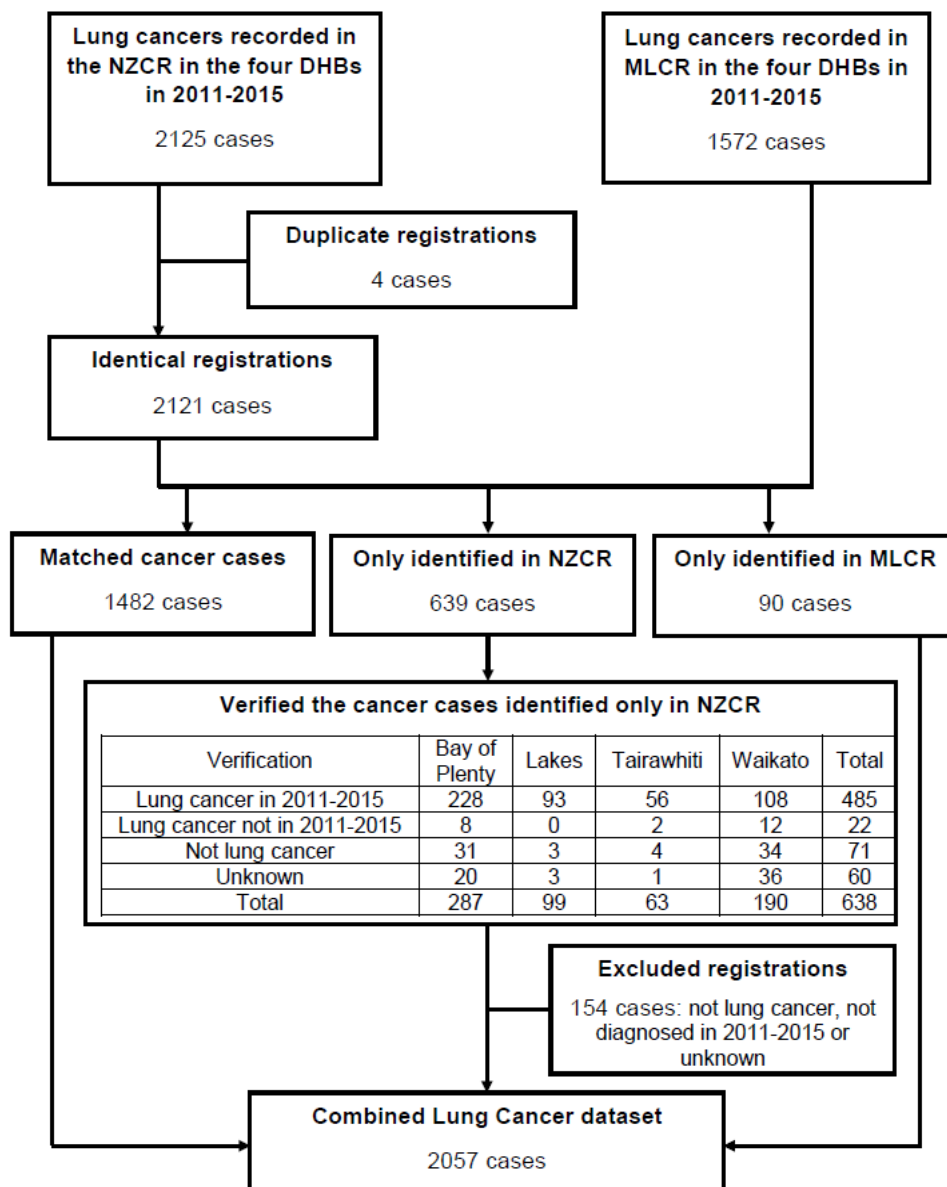 Lung cancers recorded in
the NZCR in the four DHBs
in 2011-2015
2125 cases
Lung cancers recorded in
MLCR in the four DHBs in
2011-2015
1572 cases
Duplicate registrations
4 cases
Identical registrations
2121 cases
Matched cancer cases
1482 cases
Only identified in NZCR
639 cases
Only identified in MLCR
90 cases
Verified the cancer cases identified only in NZCR
Verification Bay of Plenty Lakes Tairawhiti Waikato Total
Lung cancer in 2011-2015 228 93 56 108 485
Lung cancer not in 2011-2015 8 0 2 12 22
Not lung cancer 31 3 4 34 71
Unknown 20 3 1 36 60
Total 287 99 63 190 638
Excluded registrations
154 cases: not lung cancer, not
diagnosed in 2011-2015 or
unknown
Combined Lung Cancer dataset
2057 cases